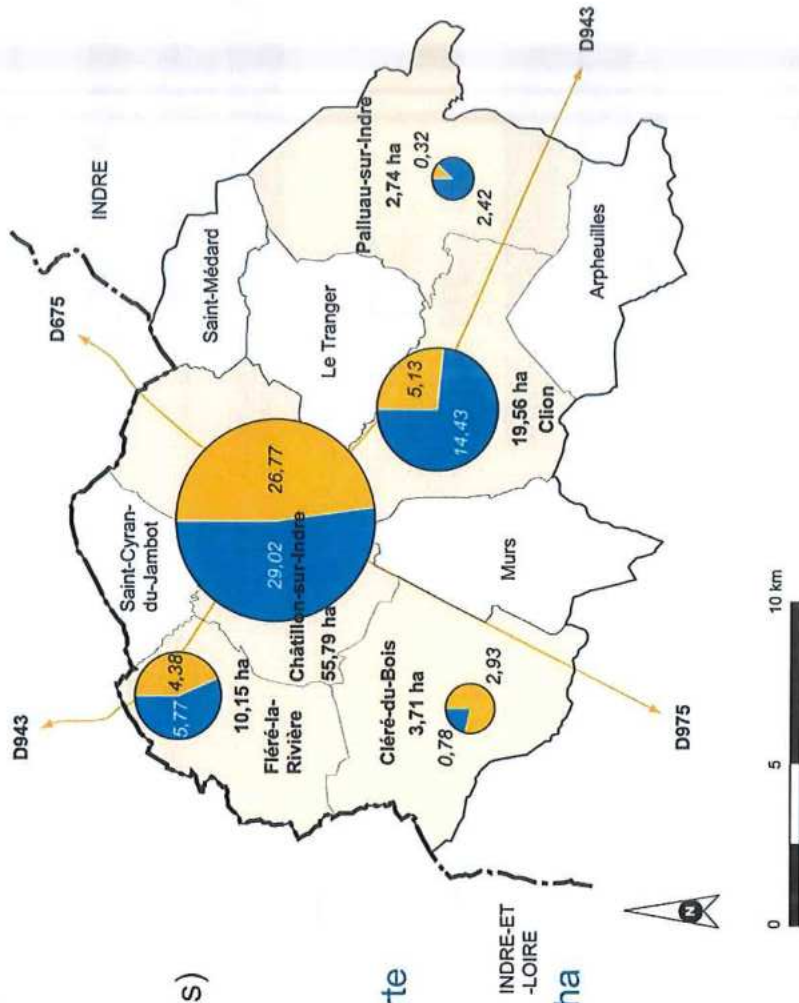 s)
rte
ha
INDRE-ET
-LOIRE
INDRE
D943
D675
D943
D975
Saint-Cyran-
du-Jambot
Saint-Médard
Le Tranger
Palluau-sur-Indre
2,74 ha
0,32
2,42
Arpheuilles
5,13
14,43
19,56 ha
Clion
26,77
29,02
Châtillon-sur-Indre
55,79 ha
Murs
4,38
5,77
10,15 ha
Fléré-la-
Rivière
Cléré-du-Bois
3,71 ha
0,78
2,93
N
0
5
10 km